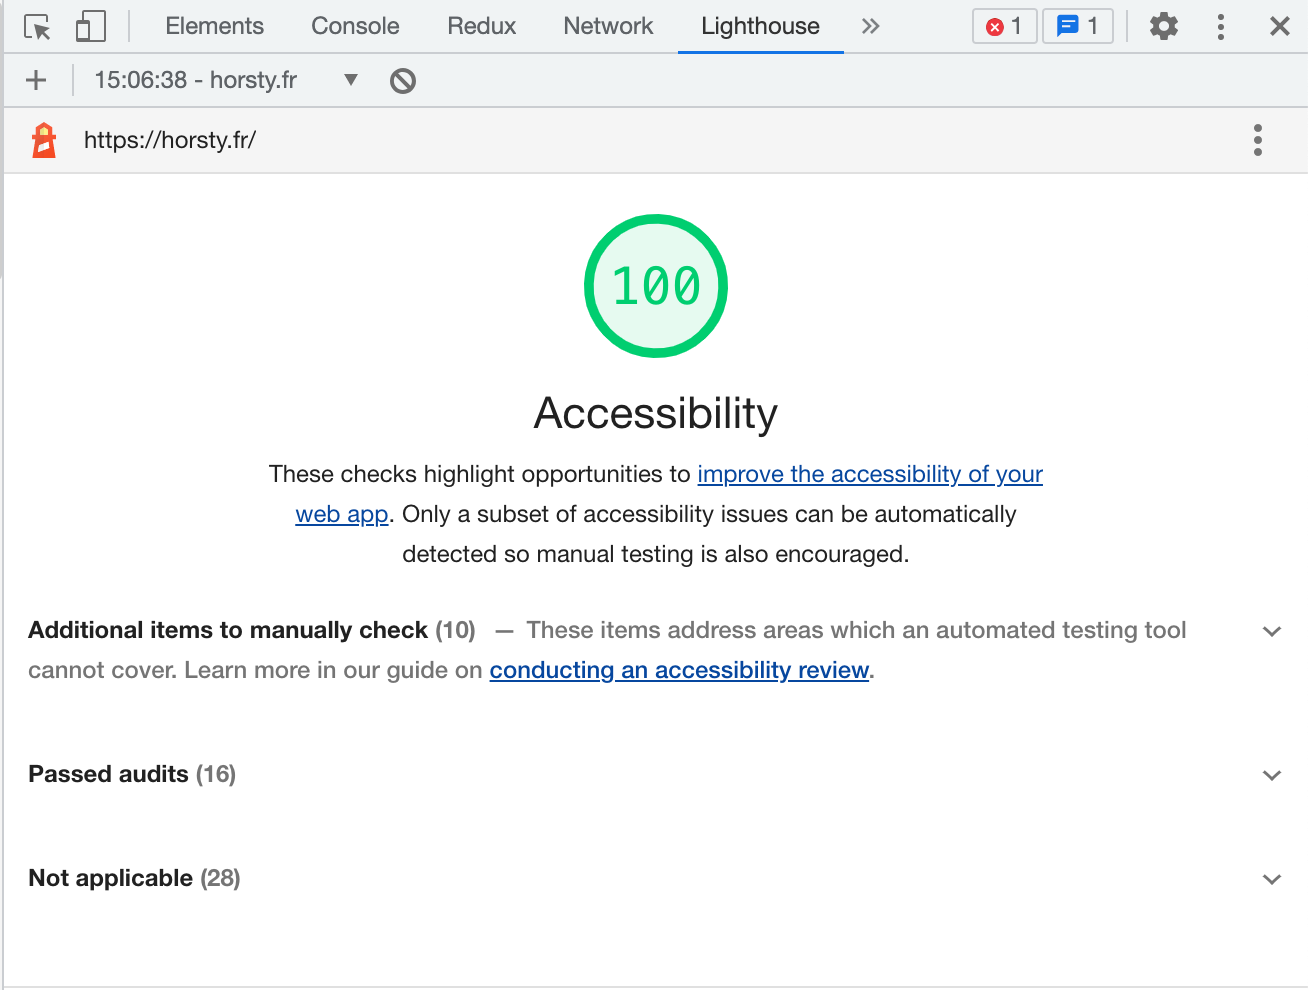 Elements Console Redux Network Lighthouse 1 1
15:06:38 - horsty.fr
https://horsty.fr/
100
Accessibility
These checks highlight opportunities to improve the accessibility of your
web app. Only a subset of accessibility issues can be automatically
detected so manual testing is also encouraged.
Additional items to manually check (10) — These items address areas which an automated testing tool
cannot cover. Learn more in our guide on conducting an accessibility review.
Passed audits (16)
Not applicable (28)